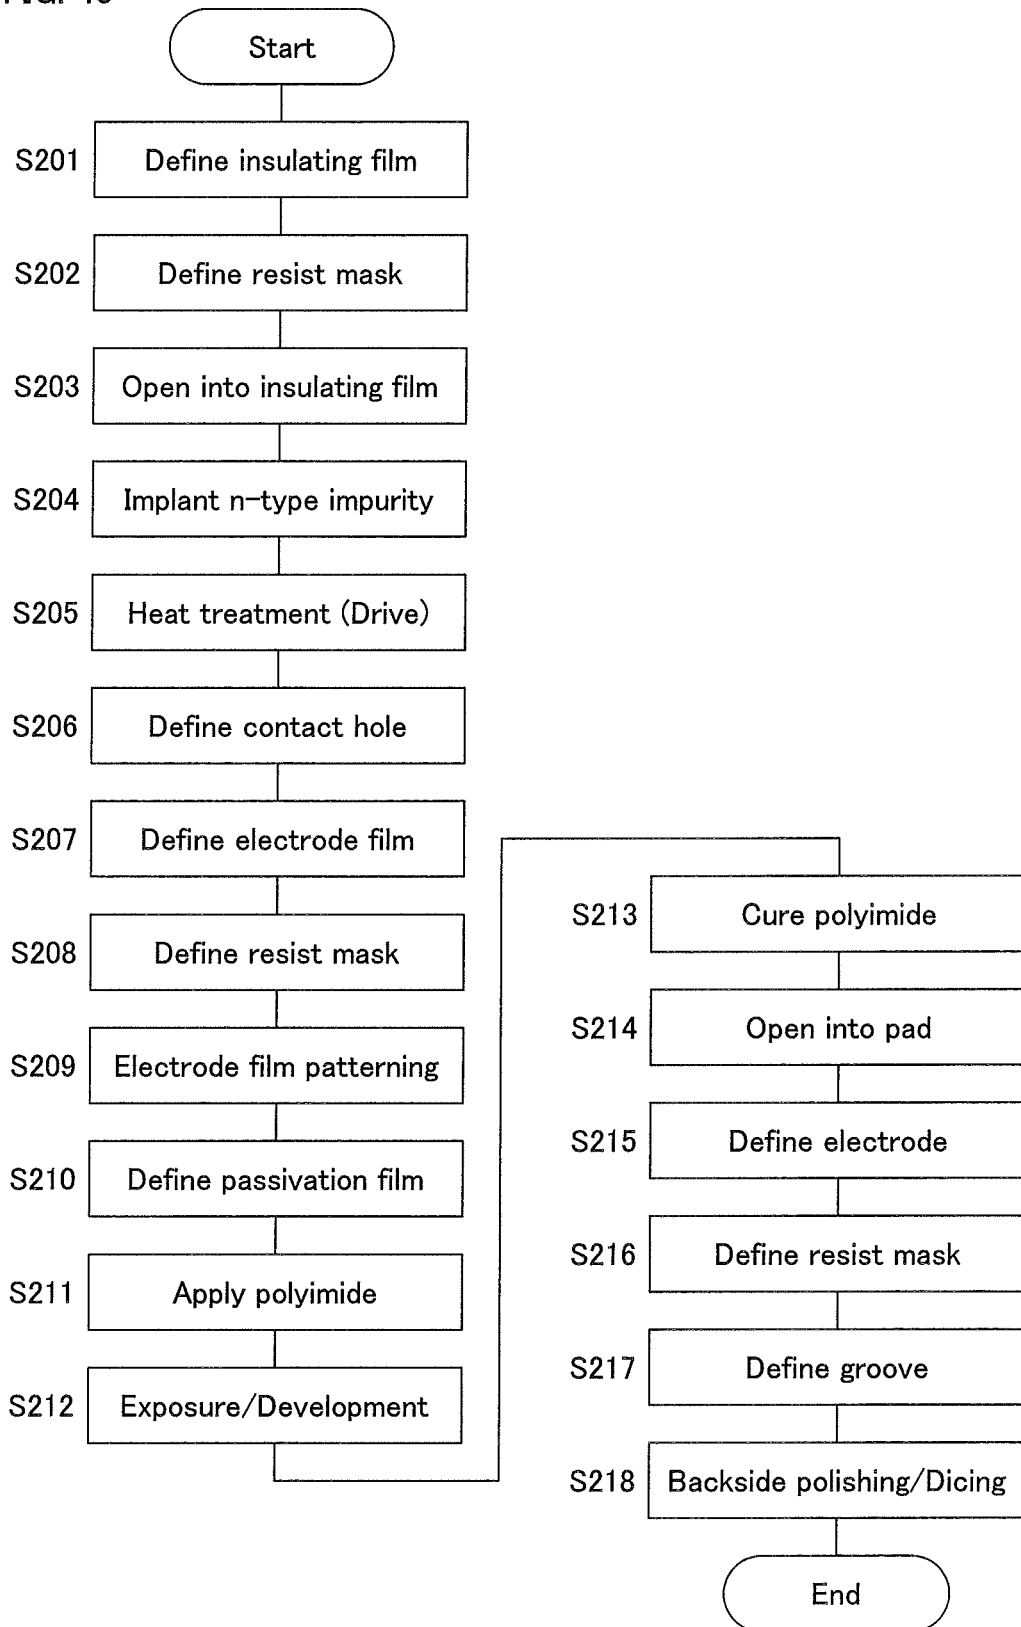 Start
S201 Define insulating film
S202 Define resist mask
S203 Open into insulating film
S204 Implant n-type impurity
S205 Heat treatment (Drive)
S206 Define contact hole
S207 Define electrode film
S208 Define resist mask
S209 Electrode film patterning
S210 Define passivation film
S211 Apply polyimide
S212 Exposure/Development
S213 Cure polyimide
S214 Open into pad
S215 Define electrode
S216 Define resist mask
S217 Define groove
S218 Backside polishing/Dicing
End